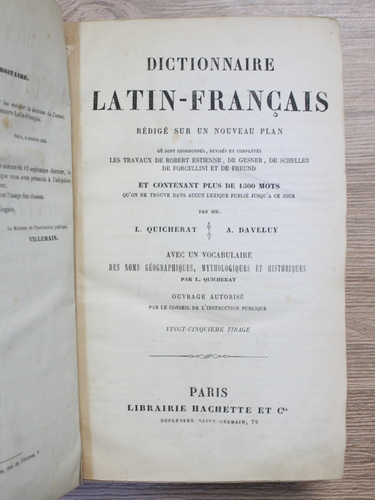 DICTIONNAIRE
LATIN-FRANÇAIS
RÉDIGÉ SUR UN NOUVEAU PLAN
OÙ SONT COORDONNÉS, REVISÉS ET COMPLÉTÉS
LES TRAVAUX DE ROBERT ESTIENNE, DE GESNER, DE SCHELLER
DE FORCELLINI ET DE FREUND
ET CONTENANT PLUS DE 1500 MOTS
QU'ON NE TROUVE DANS AUCUN LEXIQUE PUBLIÉ JUSQU'A CE JOUR
PAR MM.
L. QUICHERAT ET A. DAVELUY
AVEC UN VOCABULAIRE
DES NOMS GÉOGRAPHIQUES, MYTHOLOGIQUES ET HISTORIQUES
PAR L. QUICHERAT
OUVRAGE AUTORISÉ
PAR LE CONSEIL DE L'INSTRUCTION PUBLIQUE
VINGT-CINQUIÈME TIRAGE
PARIS
LIBRAIRIE HACHETTE ET Cie
BOULEVARD SAINT-GERMAIN, 79
VILLEMAIN.